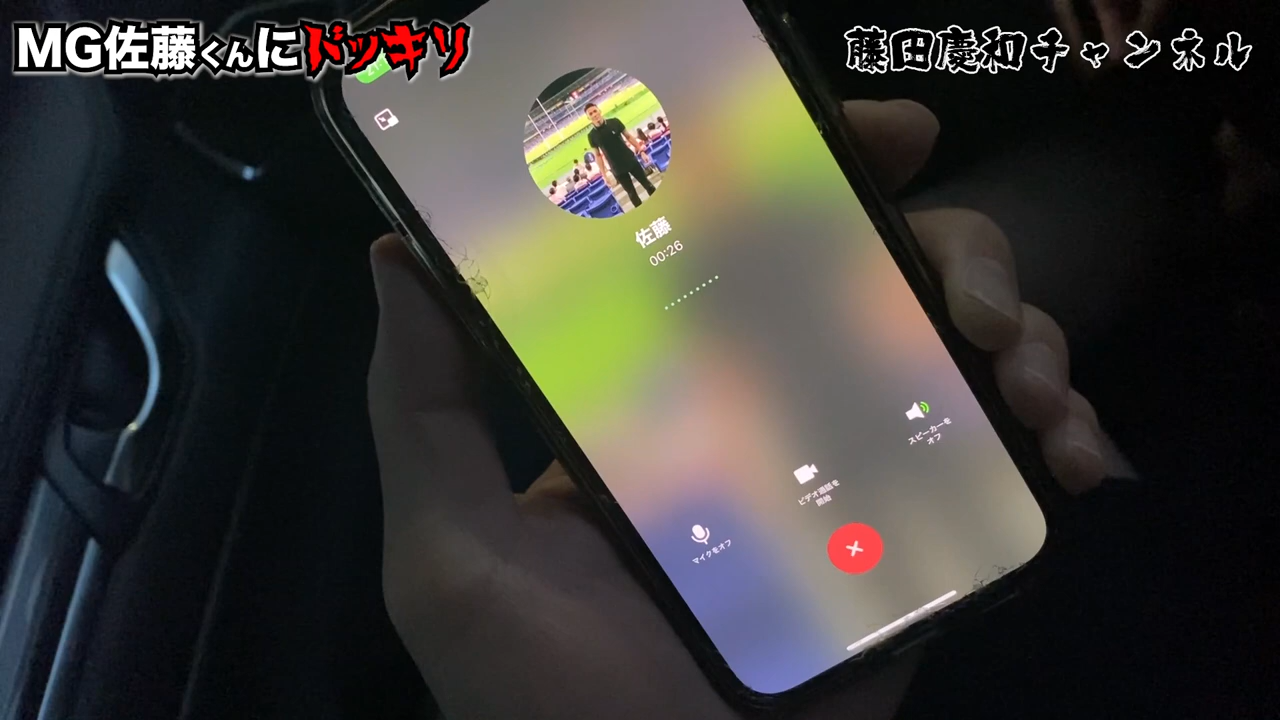 MG佐藤くんにドッキリ
藤田慶和チャンネル
佐藤
00:26
スピーカーを
オフ
ビデオ通話を
開始
マイクをオフ